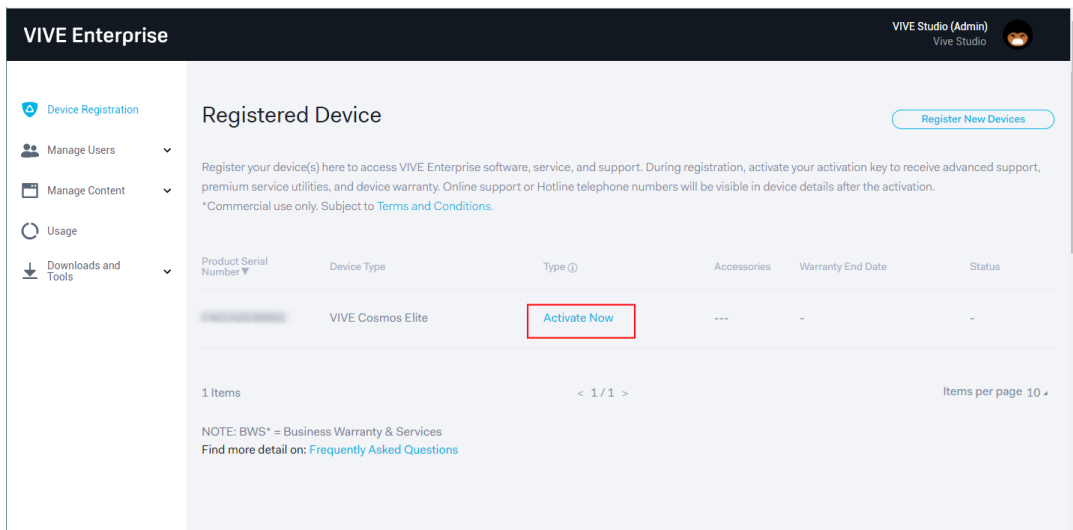 VIVE Enterprise
VIVE Studio (Admin)
Vive Studio
Device Registration
Manage Users
Manage Content
Usage
Downloads and
Tools
Registered Device
Register New Devices
Register your device(s) here to access VIVE Enterprise software, service, and support. During registration, activate your activation key to receive advanced support,
premium service utilities, and device warranty. Online support or Hotline telephone numbers will be visible in device details after the activation.
*Commercial use only. Subject to Terms and Conditions.
Product Serial
Number▼
Device Type
Type ⓘ
Accessories
Warranty End Date
Status
VIVE Cosmos Elite
Activate Now
---
-
-
1 Items
< 1 / 1 >
Items per page 10
NOTE: BWS* = Business Warranty & Services
Find more detail on: Frequently Asked Questions